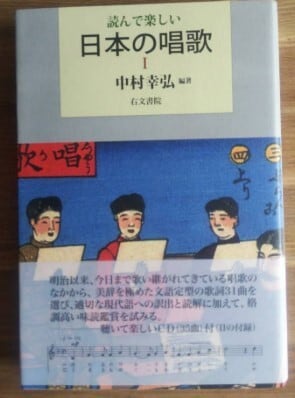 読んで楽しい
日本の唱歌
I
中村幸弘 編著
右文書院
唱歌
三
四
上
明治以来、今日まで歌い継がれてきている唱歌の
なかから、美辞を極めた文語定型の歌詞31曲を
選び、適切な現代語への訳出と読解に加えて、格
調高い味読鑑賞を試みる。
聴いて楽しいCD(35曲)付(IIの付録)